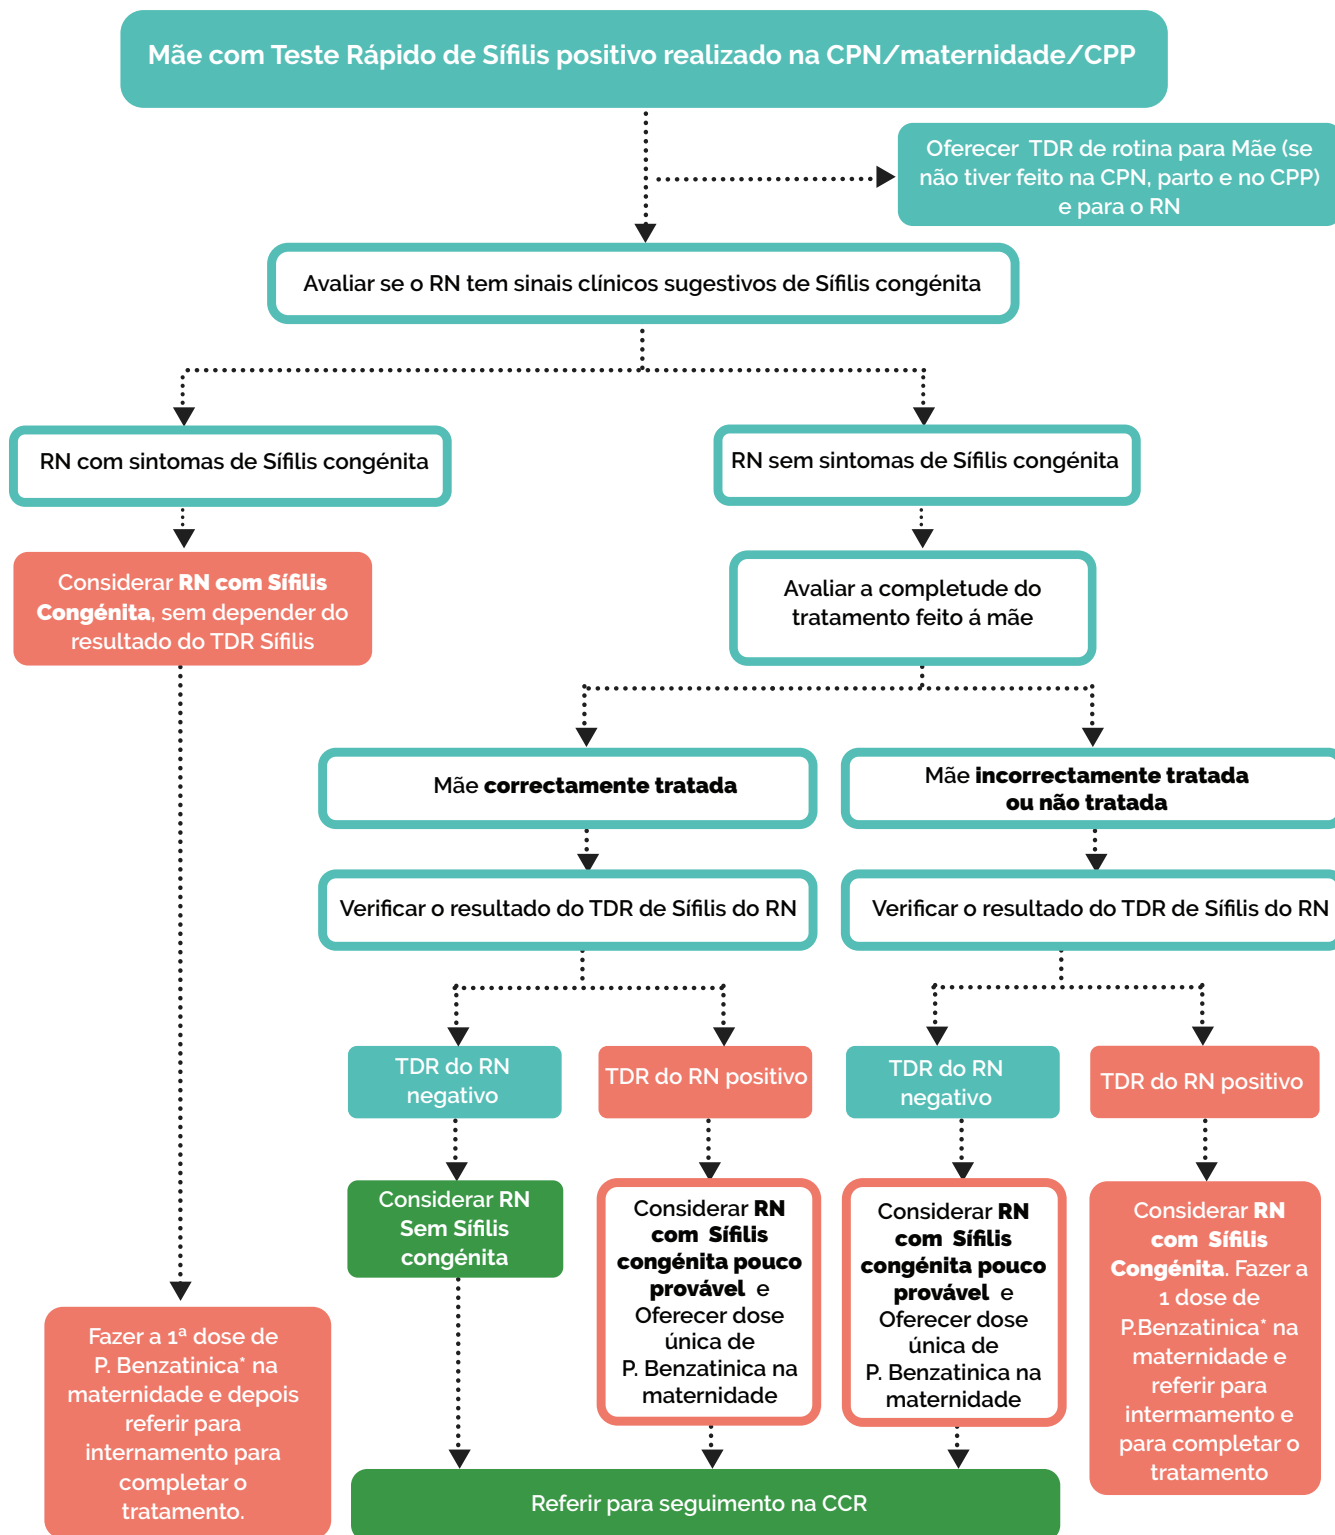 Mãe com Teste Rápido de Sífilis positivo realizado na CPN/maternidade/CPP
Oferecer TDR de rotina para Mãe (se
não tiver feito na CPN, parto e no CPP)
e para o RN
Avaliar se o RN tem sinais clínicos sugestivos de Sífilis congénita
RN com sintomas de Sífilis congénita
RN sem sintomas de Sífilis congénita
Considerar RN com Sífilis
Congénita, sem depender do
resultado do TDR Sífilis
Avaliar a completude do
tratamento feito á mãe
Mãe correctamente tratada
Mãe incorrectamente tratada
ou não tratada
Verificar o resultado do TDR de Sífilis do RN
Verificar o resultado do TDR de Sífilis do RN
TDR do RN
negativo
TDR do RN positivo
TDR do RN
negativo
TDR do RN positivo
Considerar RN
Sem Sífilis
congénita
Considerar RN
com Sífilis
congénita pouco
provável e
Oferecer dose
única de
P. Benzatinica na
maternidade
Considerar RN
com Sífilis
congénita pouco
provável e
Oferecer dose
única de
P. Benzatinica na
maternidade
Considerar RN
com Sífilis
Congénita. Fazer a
1 dose de
P.Benzatinica* na
maternidade e
referir para
intermamento e
para completar o
tratamento
Fazer a 1ª dose de
P. Benzatinica* na
maternidade e depois
referir para
internamento para
completar o
tratamento.
Referir para seguimento na CCR